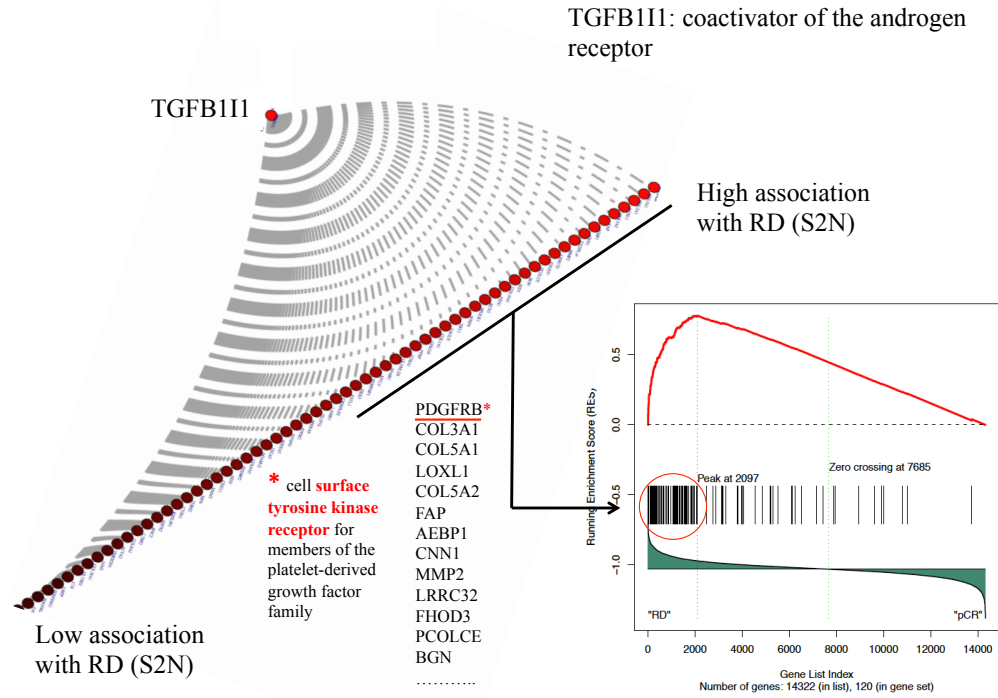 TGFB1I1: coactivator of the androgen
receptor
TGFB1I1
High association
with RD (S2N)
Low association
with RD (S2N)
PDGFRB*
COL3A1
COL5A1
LOXL1
COL5A2
FAP
AEBP1
CNN1
MMP2
LRRC32
FHOD3
PCOLCE
BGN
………..
* cell surface
tyrosine kinase
receptor for
members of the
platelet-derived
growth factor
family
Running Enrichment Score (RES)
0.5
0.0
-0.5
-1.0
Peak at 2097
Zero crossing at 7685
"RD"
"pCR"
0 2000 4000 6000 8000 10000 12000 14000
Gene List Index
Number of genes: 14322 (in list), 120 (in gene set)